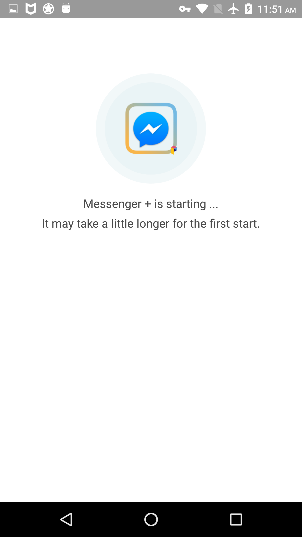 11:51 AM
Messenger + is starting ...
It may take a little longer for the first start.